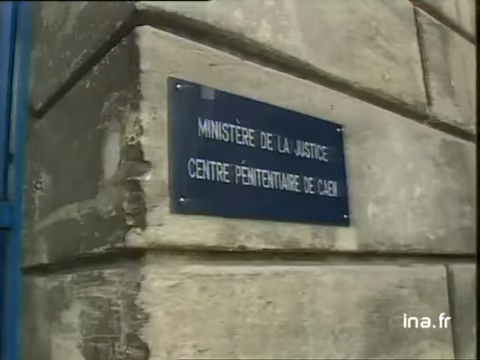 MINISTÈRE DE LA JUSTICE
CENTRE PÉNITENTIAIRE DE CAEN
ina.fr